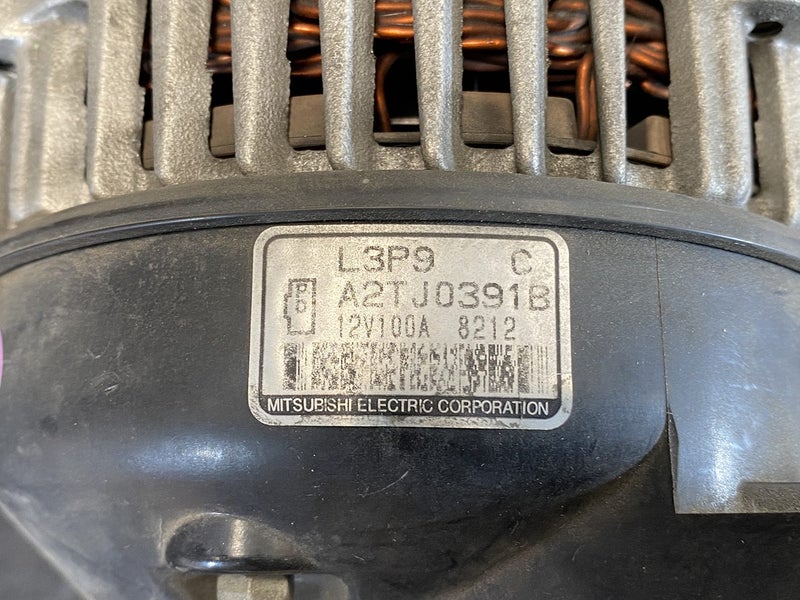 L3P9 C
P D A2TJ0391B
12V100A 8212
MITSUBISHI ELECTRIC CORPORATION